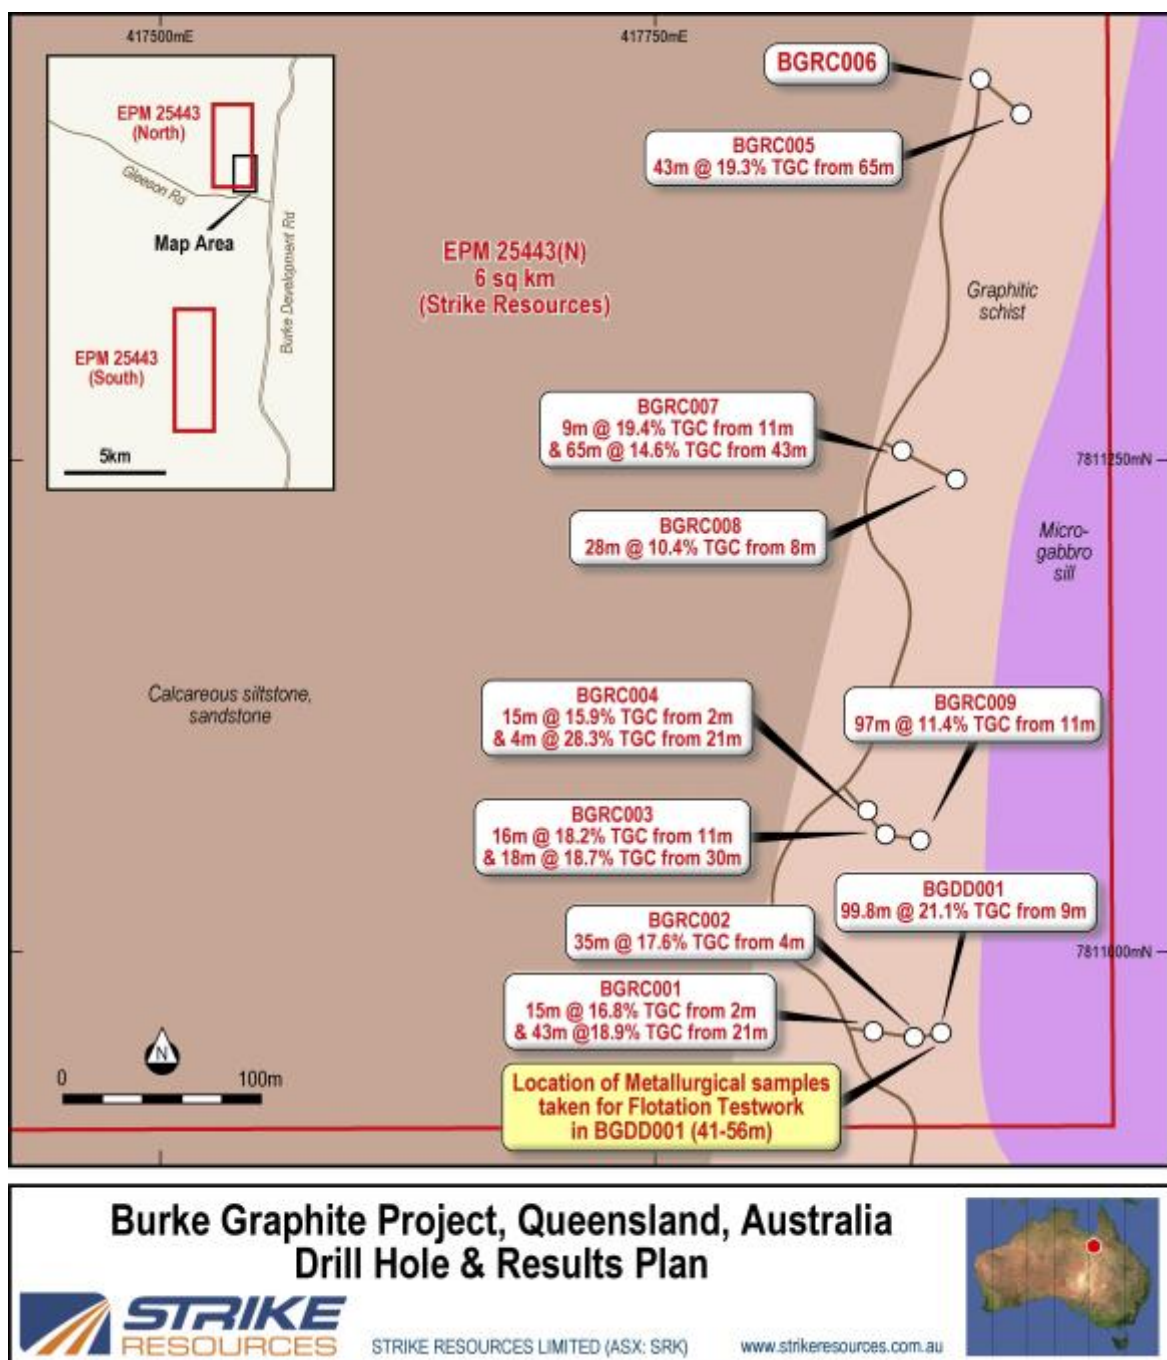 417500mE
417750mE
BGRC006
EPM 25443
(North)
Gleeson Rd
Map Area
Burke Development Rd
EPM 25443
(South)
5km
BGRC005
43m @ 19.3% TGC from 65m
EPM 25443(N)
6 sq km
(Strike Resources)
Graphitic
schist
BGRC007
9m @ 19.4% TGC from 11m
& 65m @ 14.6% TGC from 43m
7811250mN
BGRC008
28m @ 10.4% TGC from 8m
Micro-
gabbro
sill
Calcareous siltstone,
sandstone
BGRC004
15m @ 15.9% TGC from 2m
& 4m @ 28.3% TGC from 21m
BGRC009
97m @ 11.4% TGC from 11m
BGRC003
16m @ 18.2% TGC from 11m
& 18m @ 18.7% TGC from 30m
BGDD001
99.8m @ 21.1% TGC from 9m
BGRC002
35m @ 17.6% TGC from 4m
7811000mN
BGRC001
15m @ 16.8% TGC from 2m
& 43m @18.9% TGC from 21m
N
0 100m
Location of Metallurgical samples
taken for Flotation Testwork
in BGDD001 (41-56m)
Burke Graphite Project, Queensland, Australia
Drill Hole & Results Plan
STRIKE
RESOURCES
STRIKE RESOURCES LIMITED (ASX: SRK)
www.strikeresources.com.au